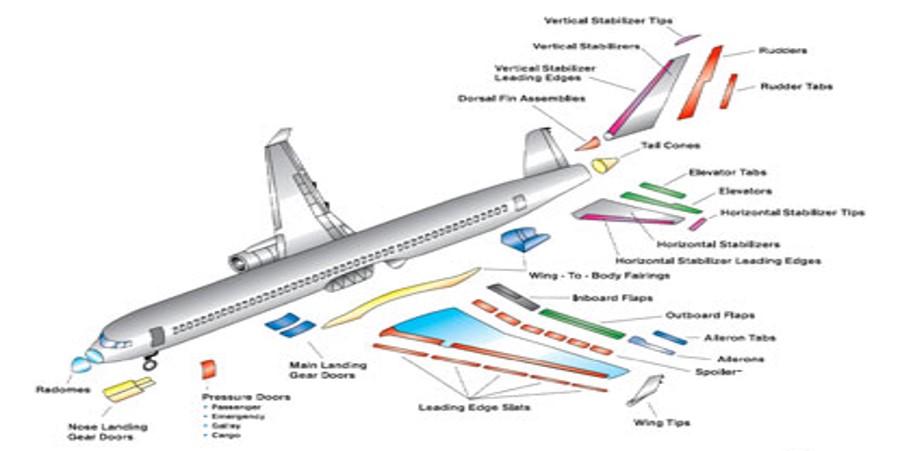 Vertical Stabilizer Tips
Vertical Stabilizers
Rudders
Vertical Stabilizer
Leading Edges
Rudder Tabs
Dorsal Fin Assemblies
Tail Cones
Elevator Tabs
Elevators
Horizontal Stabilizer Tips
Horizontal Stabilizers
Horizontal Stabilizer Leading Edges
Wing - To - Body Fairings
Inboard Flaps
Outboard Flaps
Aileron Tabs
Ailerons
Spoiler
Main Landing
Gear Doors
Radomes
Pressure Doors
• Passenger
• Emergency
• Galley
• Cargo
Leading Edge Slats
Wing Tips
Nose Landing
Gear Doors